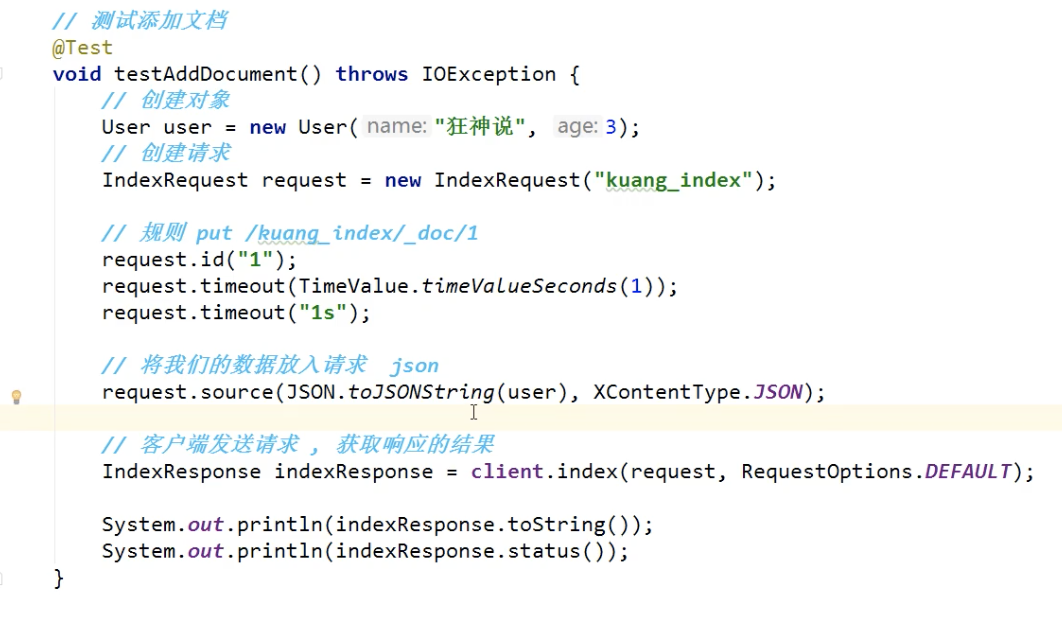 // 测试添加文档
@Test
void testAddDocument() throws IOException {
// 创建对象
User user = new User( name: "狂神说", age: 3);
// 创建请求
IndexRequest request = new IndexRequest("kuang_index");
// 规则 put /kuang_index/_doc/1
request.id("1");
request.timeout(TimeValue.timeValueSeconds(1));
request.timeout("1s");
// 将我们的数据放入请求 json
request.source(JSON.toJSONString(user), XContentType.JSON);
// 客户端发送请求 , 获取响应的结果
IndexResponse indexResponse = client.index(request, RequestOptions.DEFAULT);
System.out.println(indexResponse.toString());
System.out.println(indexResponse.status());
}